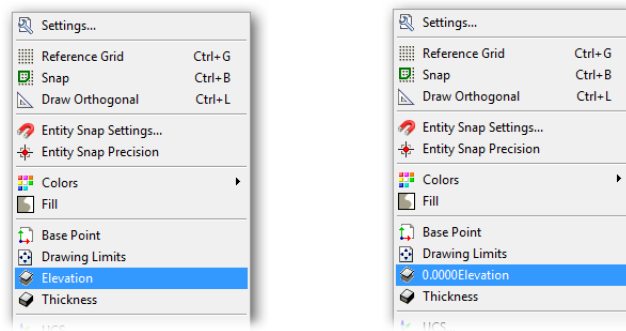 Settings...
Reference Grid Ctrl+G
Snap Ctrl+B
Draw Orthogonal Ctrl+L
Entity Snap Settings...
Entity Snap Precision
Colors
Fill
Base Point
Drawing Limits
Elevation
Thickness
UCS
Settings...
Reference Grid Ctrl+G
Snap Ctrl+B
Draw Orthogonal Ctrl+L
Entity Snap Settings...
Entity Snap Precision
Colors
Fill
Base Point
Drawing Limits
0.0000Elevation
Thickness
UCS...